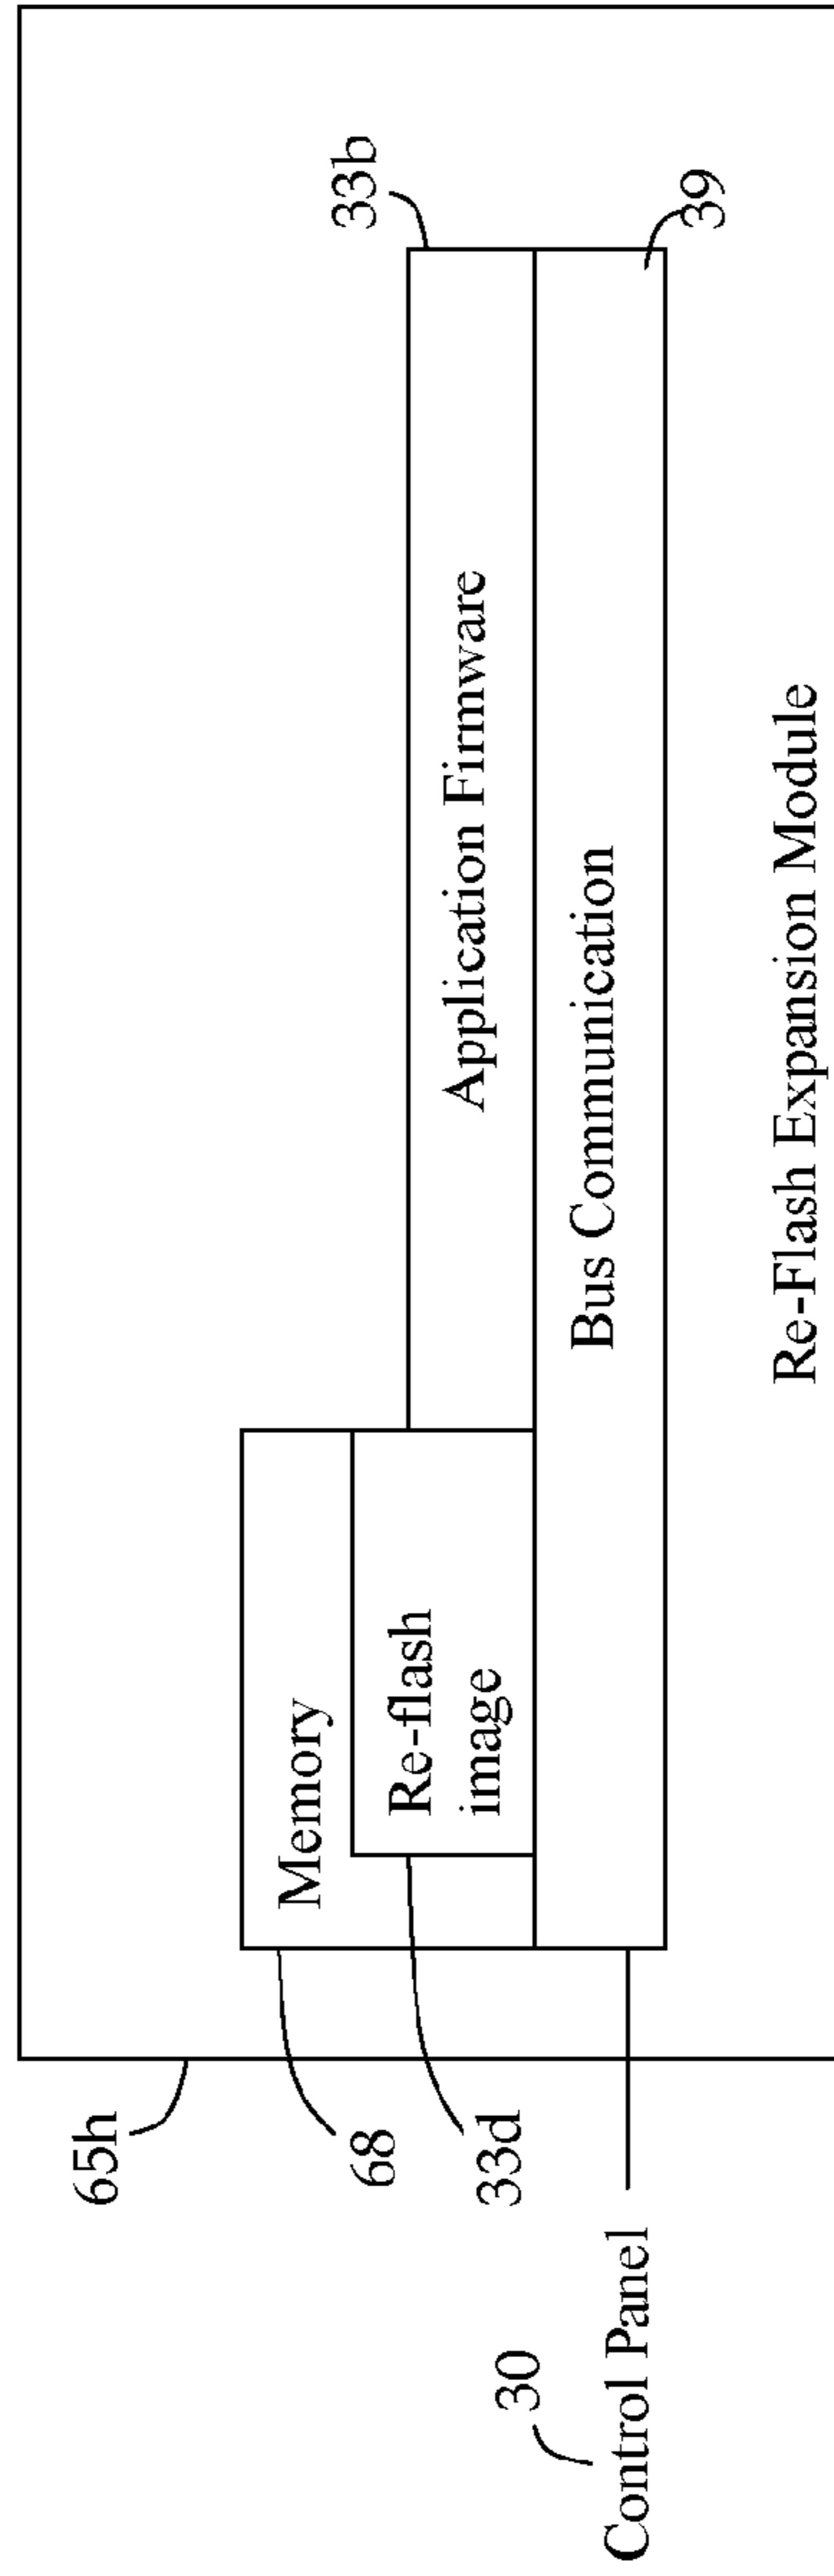 65h
68
Memory
33d
Re-flash
image
33b
Application Firmware
30
Control Panel
Bus Communication
39
Re-Flash Expansion Module